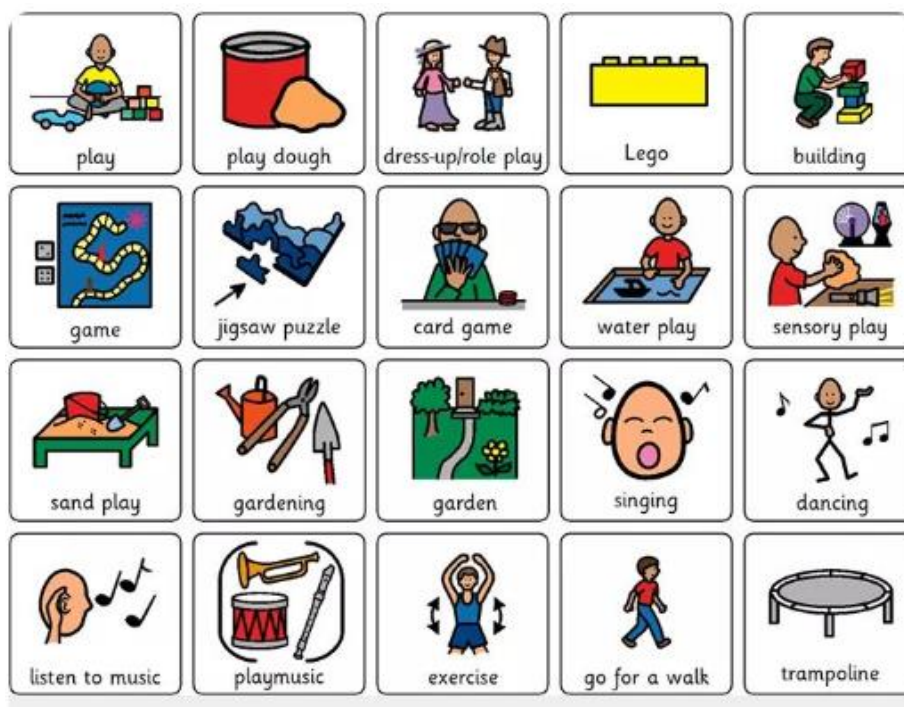 play
play dough
dress-up/role play
Lego
building
game
jigsaw puzzle
card game
water play
sensory play
sand play
gardening
garden
singing
dancing
listen to music
playmusic
exercise
go for a walk
trampoline